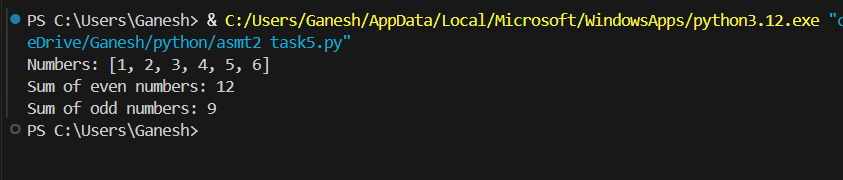 PS C:\Users\Ganesh> & C:/Users/Ganesh/AppData/Local/Microsoft/WindowsApps/python3.12.exe "c
eDrive/Ganesh/python/asmt2 task5.py"
Numbers: [1, 2, 3, 4, 5, 6]
Sum of even numbers: 12
Sum of odd numbers: 9
PS C:\Users\Ganesh>